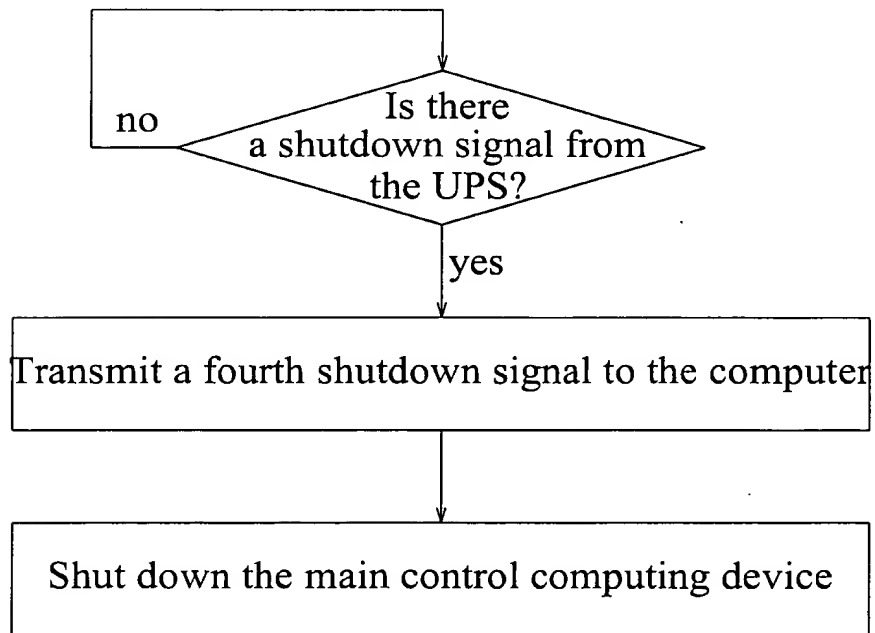 Is there
no
a shutdown signal from
the UPS?
yes
Transmit a fourth shutdown signal to the computer
Shut down the main control computing device